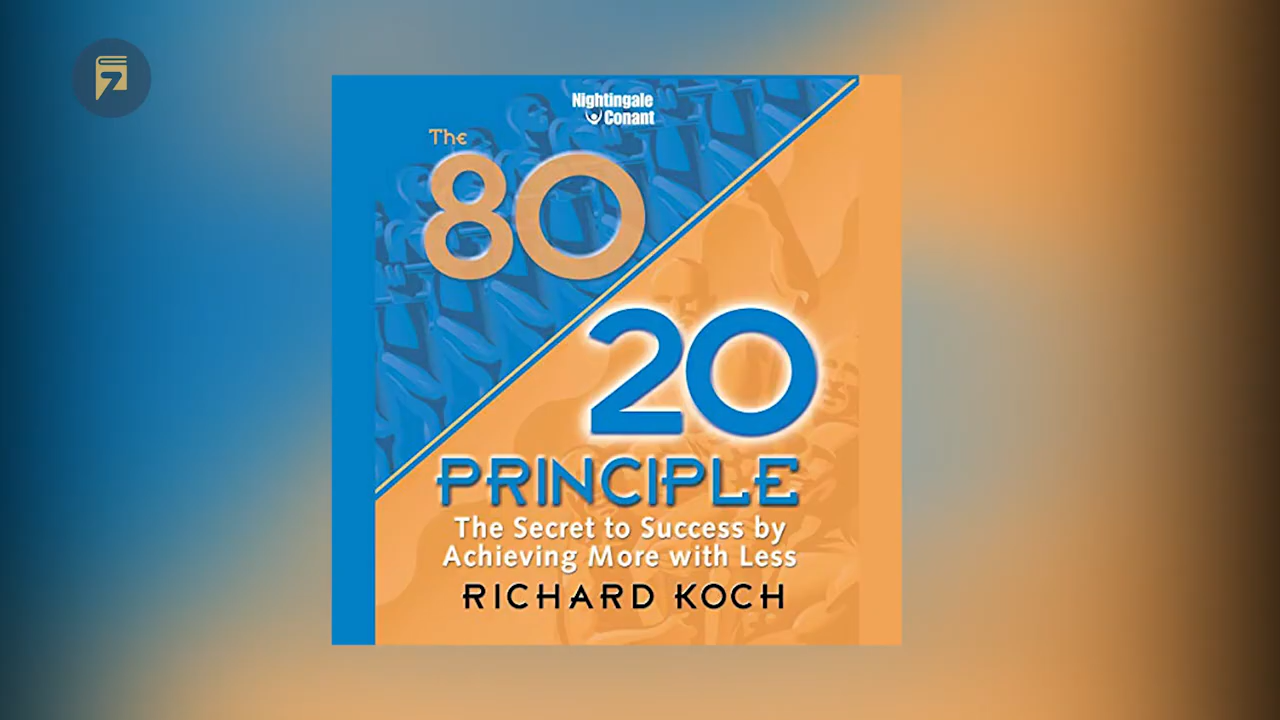 Nightingale
Conant
The
80
20
PRINCIPLE
The Secret to Success by
Achieving More with Less
RICHARD KOCH